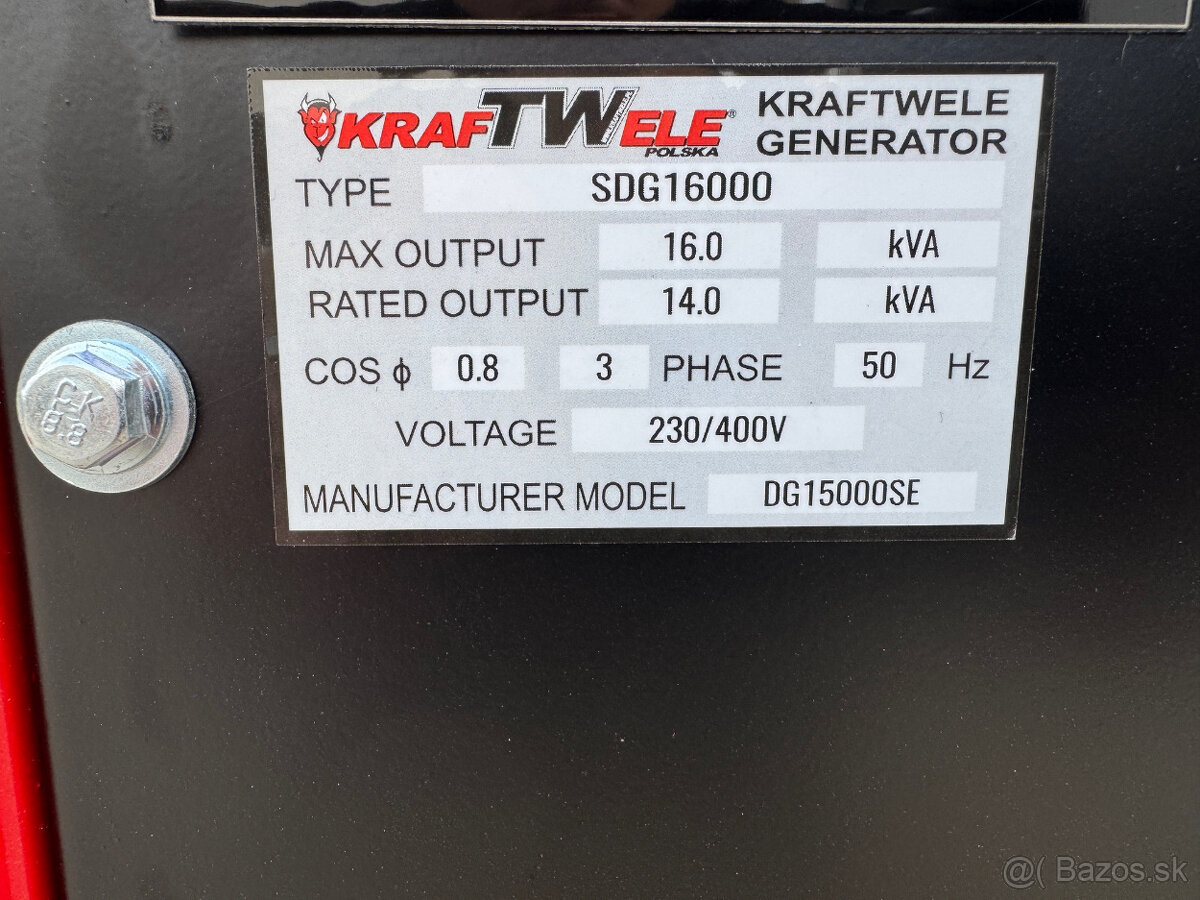 KRAFTWELE® KRAFTWELE
POLSKA GENERATOR
TYPE SDG16000
MAX OUTPUT 16.0 kVA
RATED OUTPUT 14.0 kVA
COS ϕ 0.8 3 PHASE 50 Hz
VOLTAGE 230/400V
MANUFACTURER MODEL DG15000SE
8.8
@( Bazos.sk